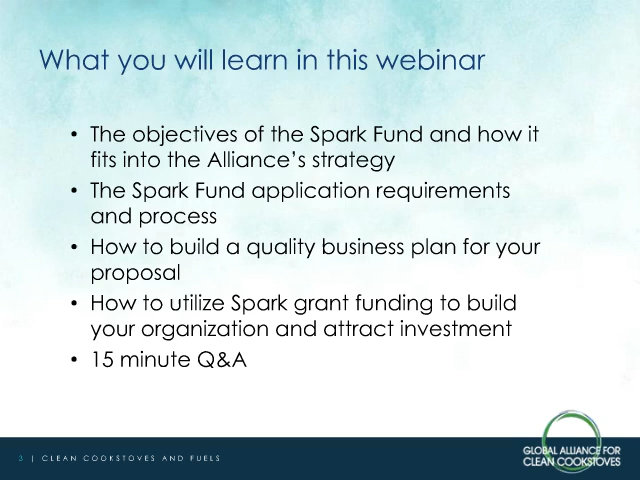 What you will learn in this webinar
• The objectives of the Spark Fund and how it
fits into the Alliance's strategy
• The Spark Fund application requirements
and process
• How to build a quality business plan for your
proposal
• How to utilize Spark grant funding to build
your organization and attract investment
• 15 minute Q&A
3 | CLEAN COOKSTOVES AND FUELS
GLOBAL ALLIANCE FOR
CLEAN COOKSTOVES